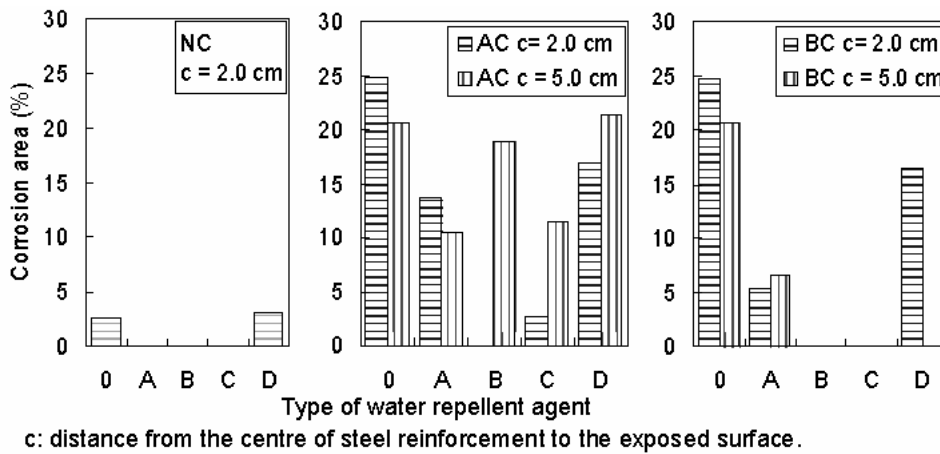 Corrosion area (%)
30
25
20
15
10
5
0
NC
c = 2.0 cm
0 A B C D
30
25
20
15
10
5
0
AC c= 2.0 cm
AC c = 5.0 cm
0 A B C D
30
25
20
15
10
5
0
BC c = 2.0 cm
BC c = 5.0 cm
0 A B C D
Type of water repellent agent
c: distance from the centre of steel reinforcement to the exposed surface.